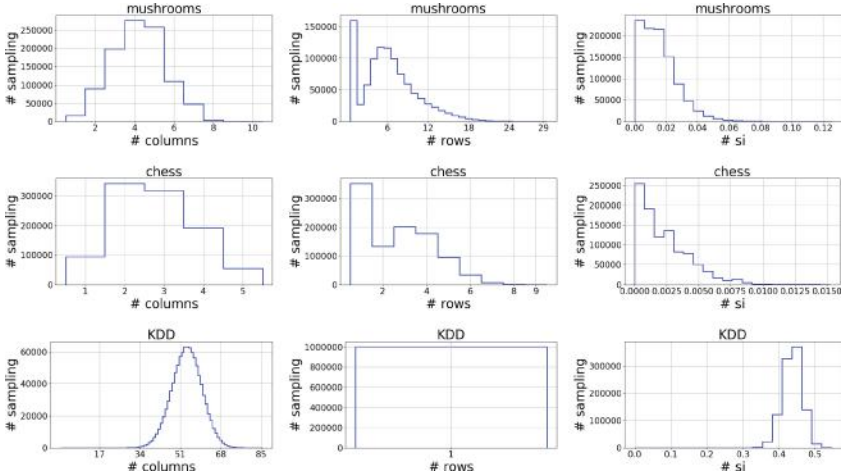 mushrooms
# sampling
250000
200000
150000
100000
50000
0
2 4 6 8 10
# columns
mushrooms
# sampling
150000
100000
50000
0
6 12 18 24 29
# rows
mushrooms
# sampling
200000
150000
100000
50000
0
0.00 0.02 0.04 0.06 0.08 0.10 0.12
# si
chess
# sampling
300000
200000
100000
0
1 2 3 4 5
# columns
chess
# sampling
300000
200000
100000
0
2 4 6 8 9
# rows
chess
# sampling
250000
200000
150000
100000
50000
0
0.0000 0.0025 0.0050 0.0075 0.0100 0.0125 0.0150
# si
KDD
# sampling
60000
40000
20000
0
17 34 51 68 85
# columns
KDD
# sampling
1000000
800000
600000
400000
200000
0
1
# rows
KDD
# sampling
300000
200000
100000
0
0.0 0.1 0.2 0.3 0.4 0.5
# si